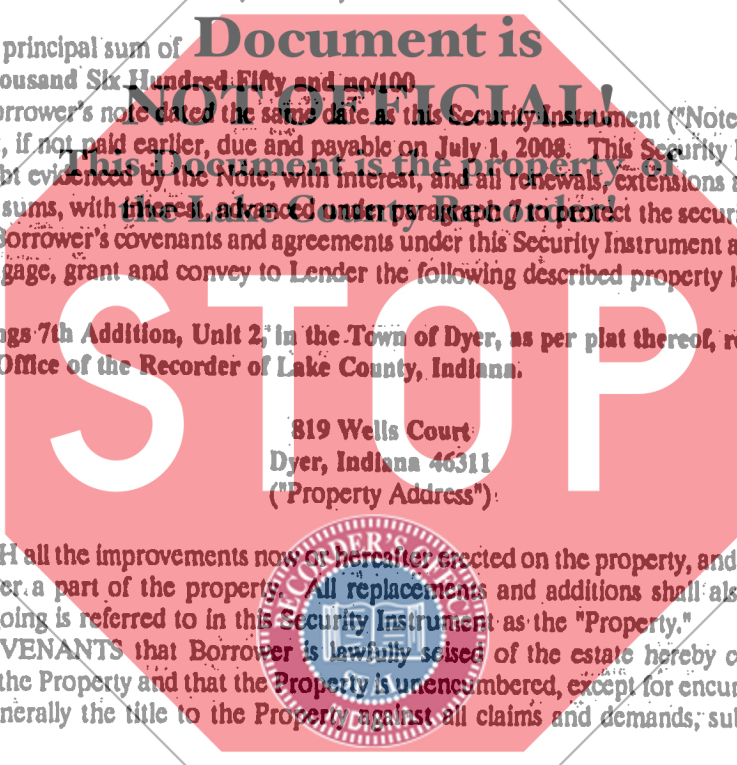 Document is
NOT OFFICIAL!
This Document is the property of
the Lake County Recorder!
STOP
principal sum of
ousand Six Hundred Fifty and no/100
orrower's note dated the same date as this Security Instrument ("Note
, if not paid earlier, due and payable on July 1, 2008. This Security I
bt evidenced by the Note, with interest, and all renewals, extensions a
sums, with interest, advanced under paragraph 7 to protect the securi
Borrower's covenants and agreements under this Security Instrument a
gage, grant and convey to Lender the following described property l
ngs 7th Addition, Unit 2, in the Town of Dyer, as per plat thereof, re
Office of the Recorder of Lake County, Indiana.
819 Wells Court
Dyer, Indiana 46311
("Property Address")
H all the improvements now or hereafter erected on the property, and
er a part of the property. All replacements and additions shall als
oing is referred to in this Security Instrument as the "Property."
VENANTS that Borrower is lawfully seised of the estate hereby c
the Property and that the Property is unencumbered, except for encum
nerally the title to the Property against all claims and demands, sub